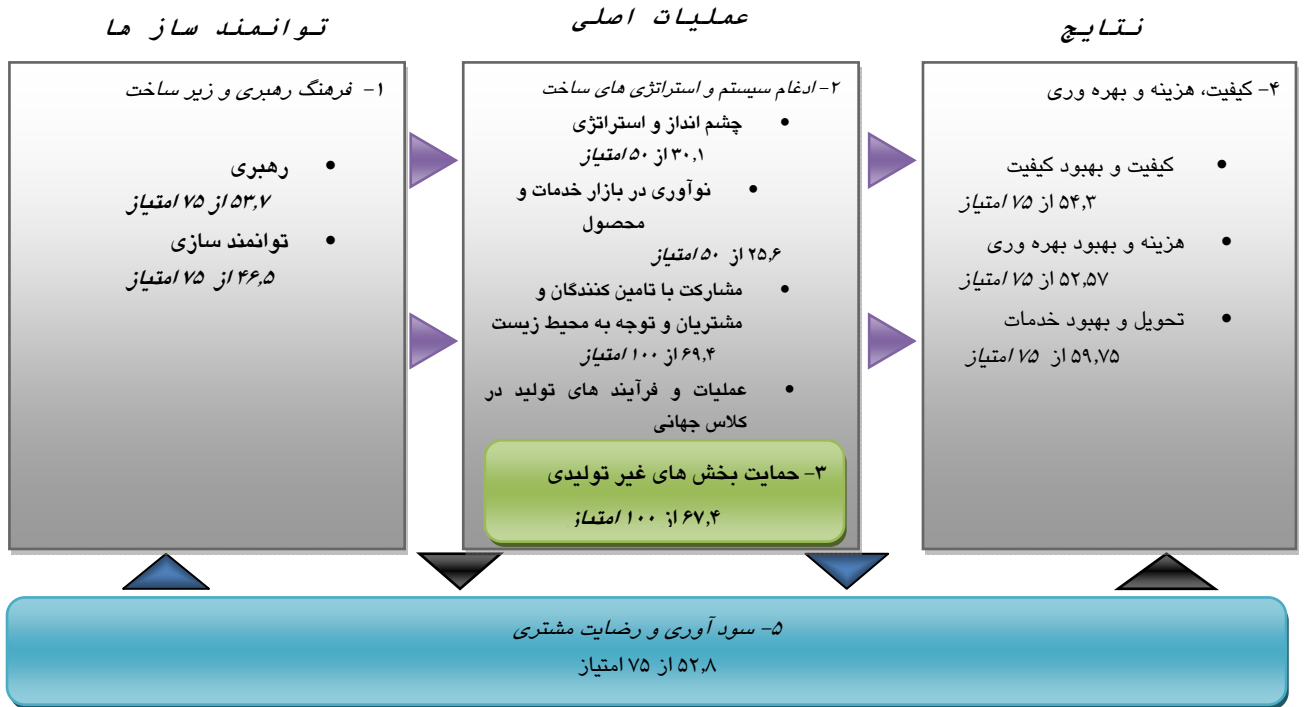 توانمند ساز ها
۱- فرهنگ رهبری و زیر ساخت
• رهبری
۵۳,۷ از ۷۵ امتیاز
• توانمند سازی
۴۶,۵ از ۷۵ امتیاز
عملیات اصلی
۲- ادغام سیستم و استراتژی های ساخت
• چشم انداز و استراتژی
۳۰,۱ از ۵۰ امتیاز
• نوآوری در بازار خدمات و
محصول
۲۵,۶ از ۵۰ امتیاز
• مشارکت با تامین کنندگان و
مشتریان و توجه به محیط زیست
۶۹,۴ از ۱۰۰ امتیاز
• عملیات و فرآیند های تولید در
کلاس جهانی
۳- حمایت بخش های غیر تولیدی
۶۷,۴ از ۱۰۰ امتیاز
نتایج
۴- کیفیت، هزینه و بهره وری
• کیفیت و بهبود کیفیت
۵۴,۳ از ۷۵ امتیاز
• هزینه و بهبود بهره وری
۵۲,۵۷ از ۷۵ امتیاز
• تحویل و بهبود خدمات
۵۹,۷۵ از ۷۵ امتیاز
۵- سود آوری و رضایت مشتری
۵۲,۸ از ۷۵ امتیاز